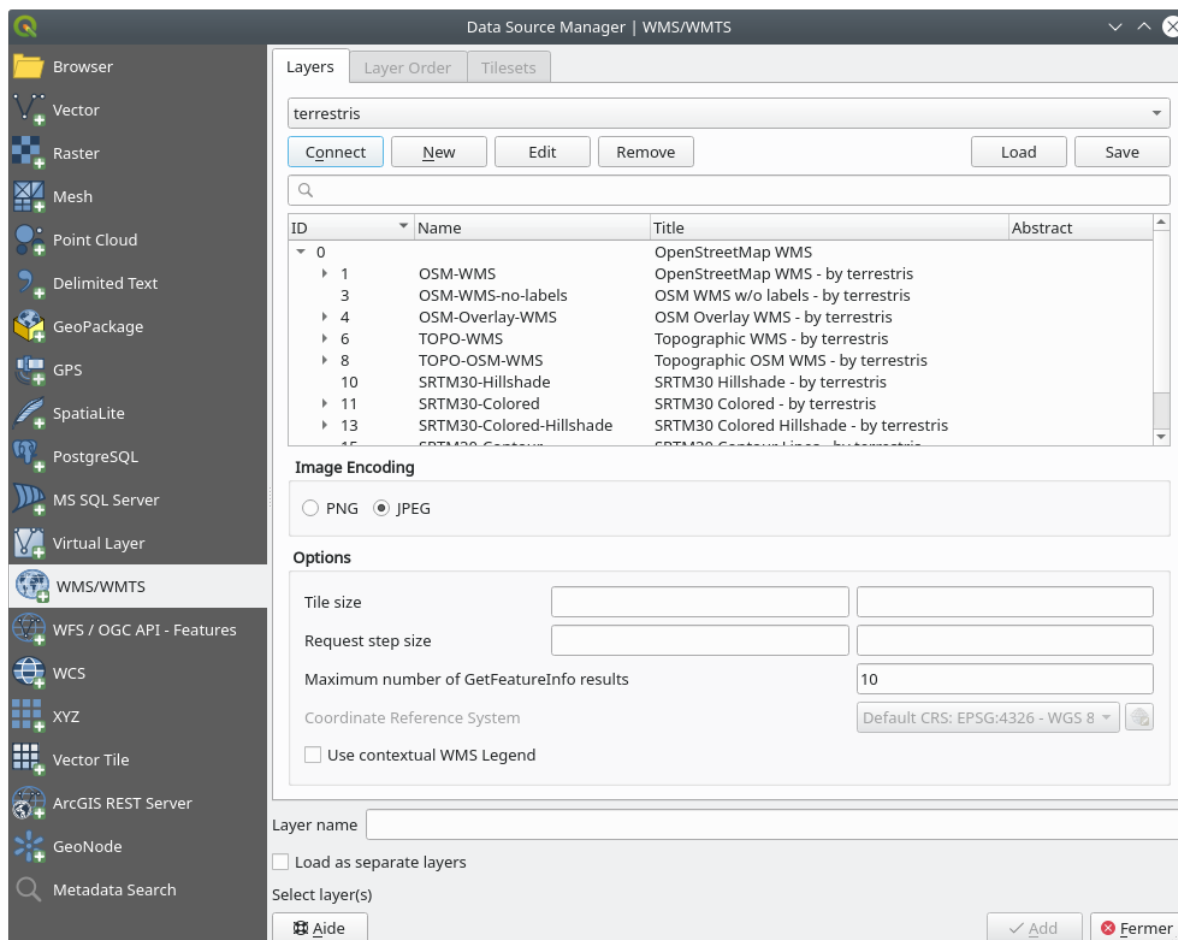 Data Source Manager | WMS/WMTS
Browser
Vector
Raster
Mesh
Point Cloud
Delimited Text
GeoPackage
GPS
SpatiaLite
PostgreSQL
MS SQL Server
Virtual Layer
WMS/WMTS
WFS / OGC API - Features
WCS
XYZ
Vector Tile
ArcGIS REST Server
GeoNode
Metadata Search
Layers Layer Order Tilesets
terrestris
Connect New Edit Remove Load Save
ID Name Title Abstract
0 OpenStreetMap WMS
1 OSM-WMS OpenStreetMap WMS - by terrestris
3 OSM-WMS-no-labels OSM WMS w/o labels - by terrestris
4 OSM-Overlay-WMS OSM Overlay WMS - by terrestris
6 TOPO-WMS Topographic WMS - by terrestris
8 TOPO-OSM-WMS Topographic OSM WMS - by terrestris
10 SRTM30-Hillshade SRTM30 Hillshade - by terrestris
11 SRTM30-Colored SRTM30 Colored - by terrestris
13 SRTM30-Colored-Hillshade SRTM30 Colored Hillshade - by terrestris
15 SRTM30-Contour SRTM30 Contour Lines - by terrestris
Image Encoding
PNG JPEG
Options
Tile size
Request step size
Maximum number of GetFeatureInfo results 10
Coordinate Reference System Default CRS: EPSG:4326 - WGS 8
Use contextual WMS Legend
Layer name
Load as separate layers
Select layer(s)
Aide Add Fermer